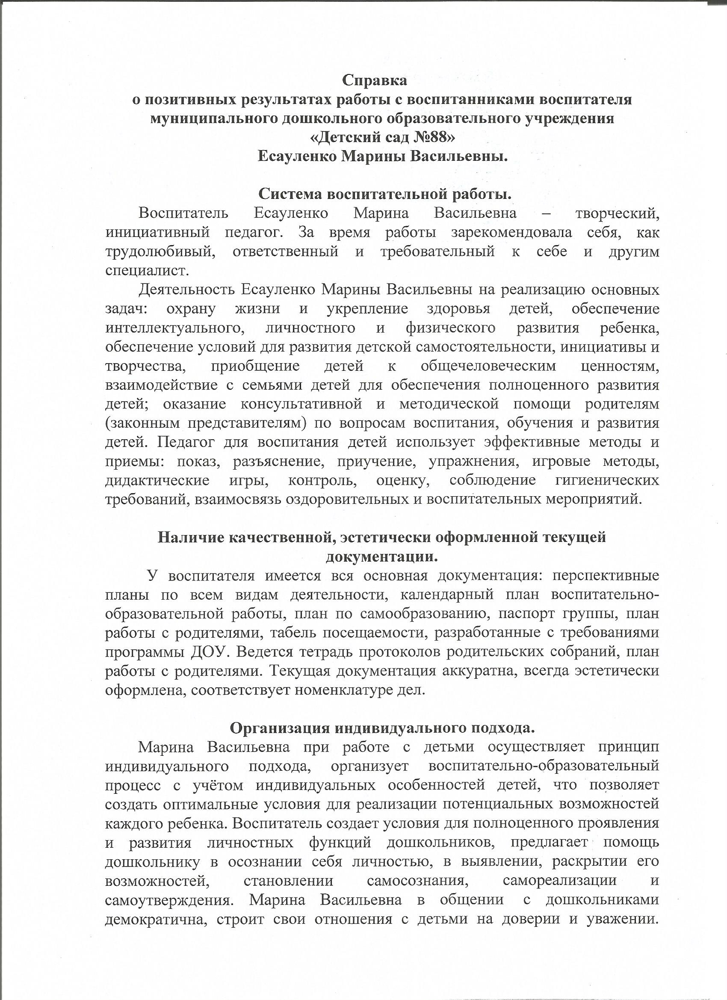 Справка
о позитивных результатах работы с воспитанниками воспитателя
муниципального дошкольного образовательного учреждения
«Детский сад №88»
Есауленко Марины Васильевны.
Система воспитательной работы.
Воспитатель Есауленко Марина Васильевна – творческий,
инициативный педагог. За время работы зарекомендовала себя, как
трудолюбивый, ответственный и требовательный к себе и другим
специалист.
Деятельность Есауленко Марины Васильевны на реализацию основных
задач: охрану жизни и укрепление здоровья детей, обеспечение
интеллектуального, личностного и физического развития ребенка,
обеспечение условий для развития детской самостоятельности, инициативы и
творчества, приобщение детей к общечеловеческим ценностям,
взаимодействие с семьями детей для обеспечения полноценного развития
детей; оказание консультативной и методической помощи родителям
(законным представителям) по вопросам воспитания, обучения и развития
детей. Педагог для воспитания детей использует эффективные методы и
приемы: показ, разъяснение, приучение, упражнения, игровые методы,
дидактические игры, контроль, оценку, соблюдение гигиенических
требований, взаимосвязь оздоровительных и воспитательных мероприятий.
Наличие качественной, эстетически оформленной текущей
документации.
У воспитателя имеется вся основная документация: перспективные
планы по всем видам деятельности, календарный план воспитательно-
образовательной работы, план по самообразованию, паспорт группы, план
работы с родителями, табель посещаемости, разработанные с требованиями
программы ДОУ. Ведется тетрадь протоколов родительских собраний, план
работы с родителями. Текущая документация аккуратна, всегда эстетически
оформлена, соответствует номенклатуре дел.
Организация индивидуального подхода.
Марина Васильевна при работе с детьми осуществляет принцип
индивидуального подхода, организует воспитательно-образовательный
процесс с учётом индивидуальных особенностей детей, что позволяет
создать оптимальные условия для реализации потенциальных возможностей
каждого ребенка. Воспитатель создает условия для полноценного проявления
и развития личностных функций дошкольников, предлагает помощь
дошкольнику в осознании себя личностью, в выявлении, раскрытии его
возможностей, становлении самосознания, самореализации и
самоутверждения. Марина Васильевна в общении с дошкольниками
демократична, строит свои отношения с детьми на доверии и уважении.